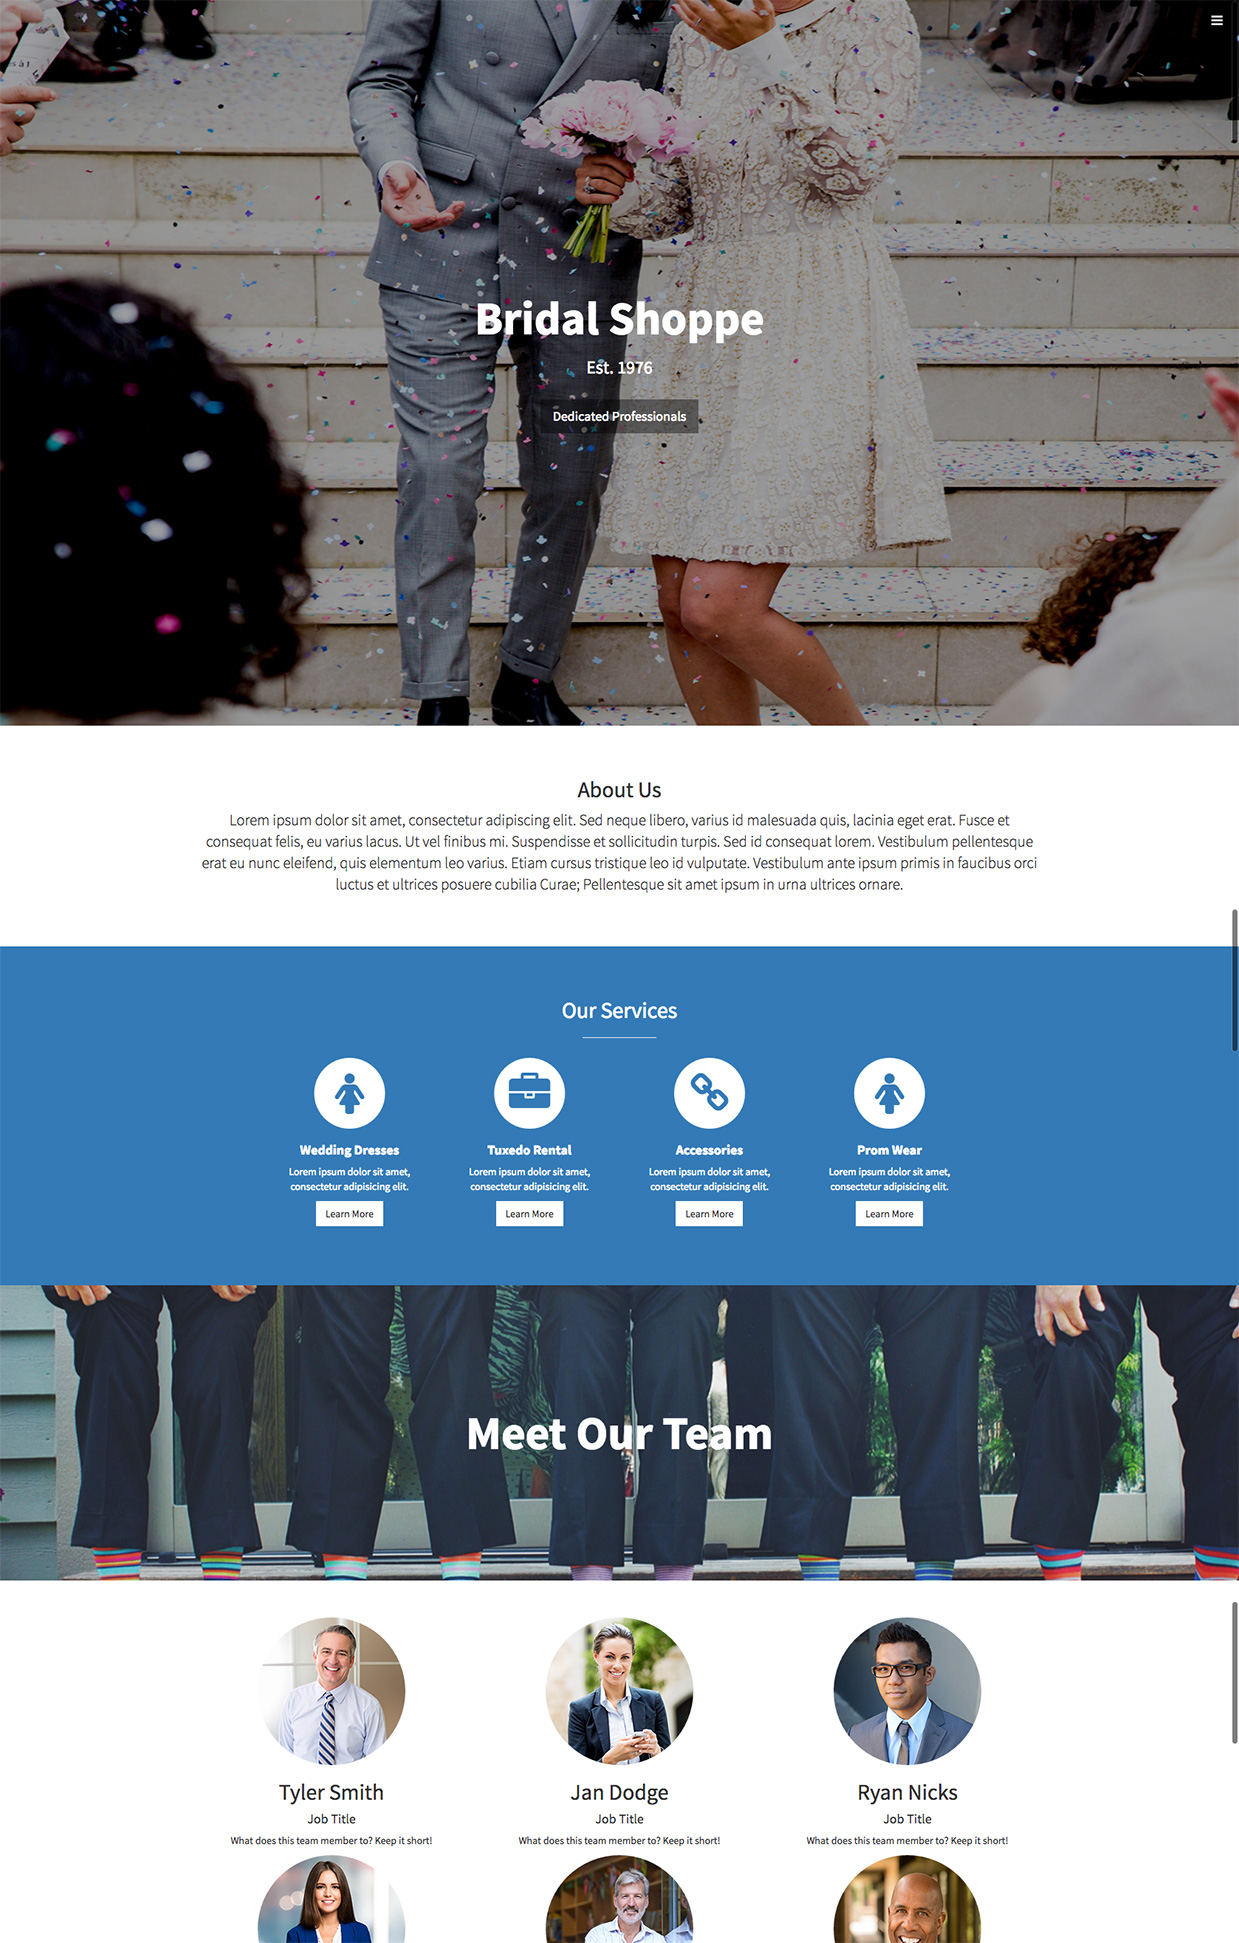 Bridal Shoppe
Est. 1976
Dedicated Professionals
About Us
Lorem ipsum dolor sit amet, consectetur adipiscing elit. Sed neque libero, varius id malesuada quis, lacinia eget erat. Fusce et
consequat felis, eu varius lacus. Ut vel finibus mi. Suspendisse et sollicitudin turpis. Sed id consequat lorem. Vestibulum pellentesque
erat eu nunc eleifend, quis elementum leo varius. Etiam cursus tristique leo id vulputate. Vestibulum ante ipsum primis in faucibus orci
luctus et ultrices posuere cubilia Curae; Pellentesque sit amet ipsum in urna ultrices ornare.
Our Services
Wedding Dresses
Lorem ipsum dolor sit amet,
consectetur adipisicing elit.
Learn More
Tuxedo Rental
Lorem ipsum dolor sit amet,
consectetur adipisicing elit.
Learn More
Accessories
Lorem ipsum dolor sit amet,
consectetur adipisicing elit.
Learn More
Prom Wear
Lorem ipsum dolor sit amet,
consectetur adipisicing elit.
Learn More
Meet Our Team
Tyler Smith
Job Title
What does this team member to? Keep it short!
Jan Dodge
Job Title
What does this team member to? Keep it short!
Ryan Nicks
Job Title
What does this team member to? Keep it short!